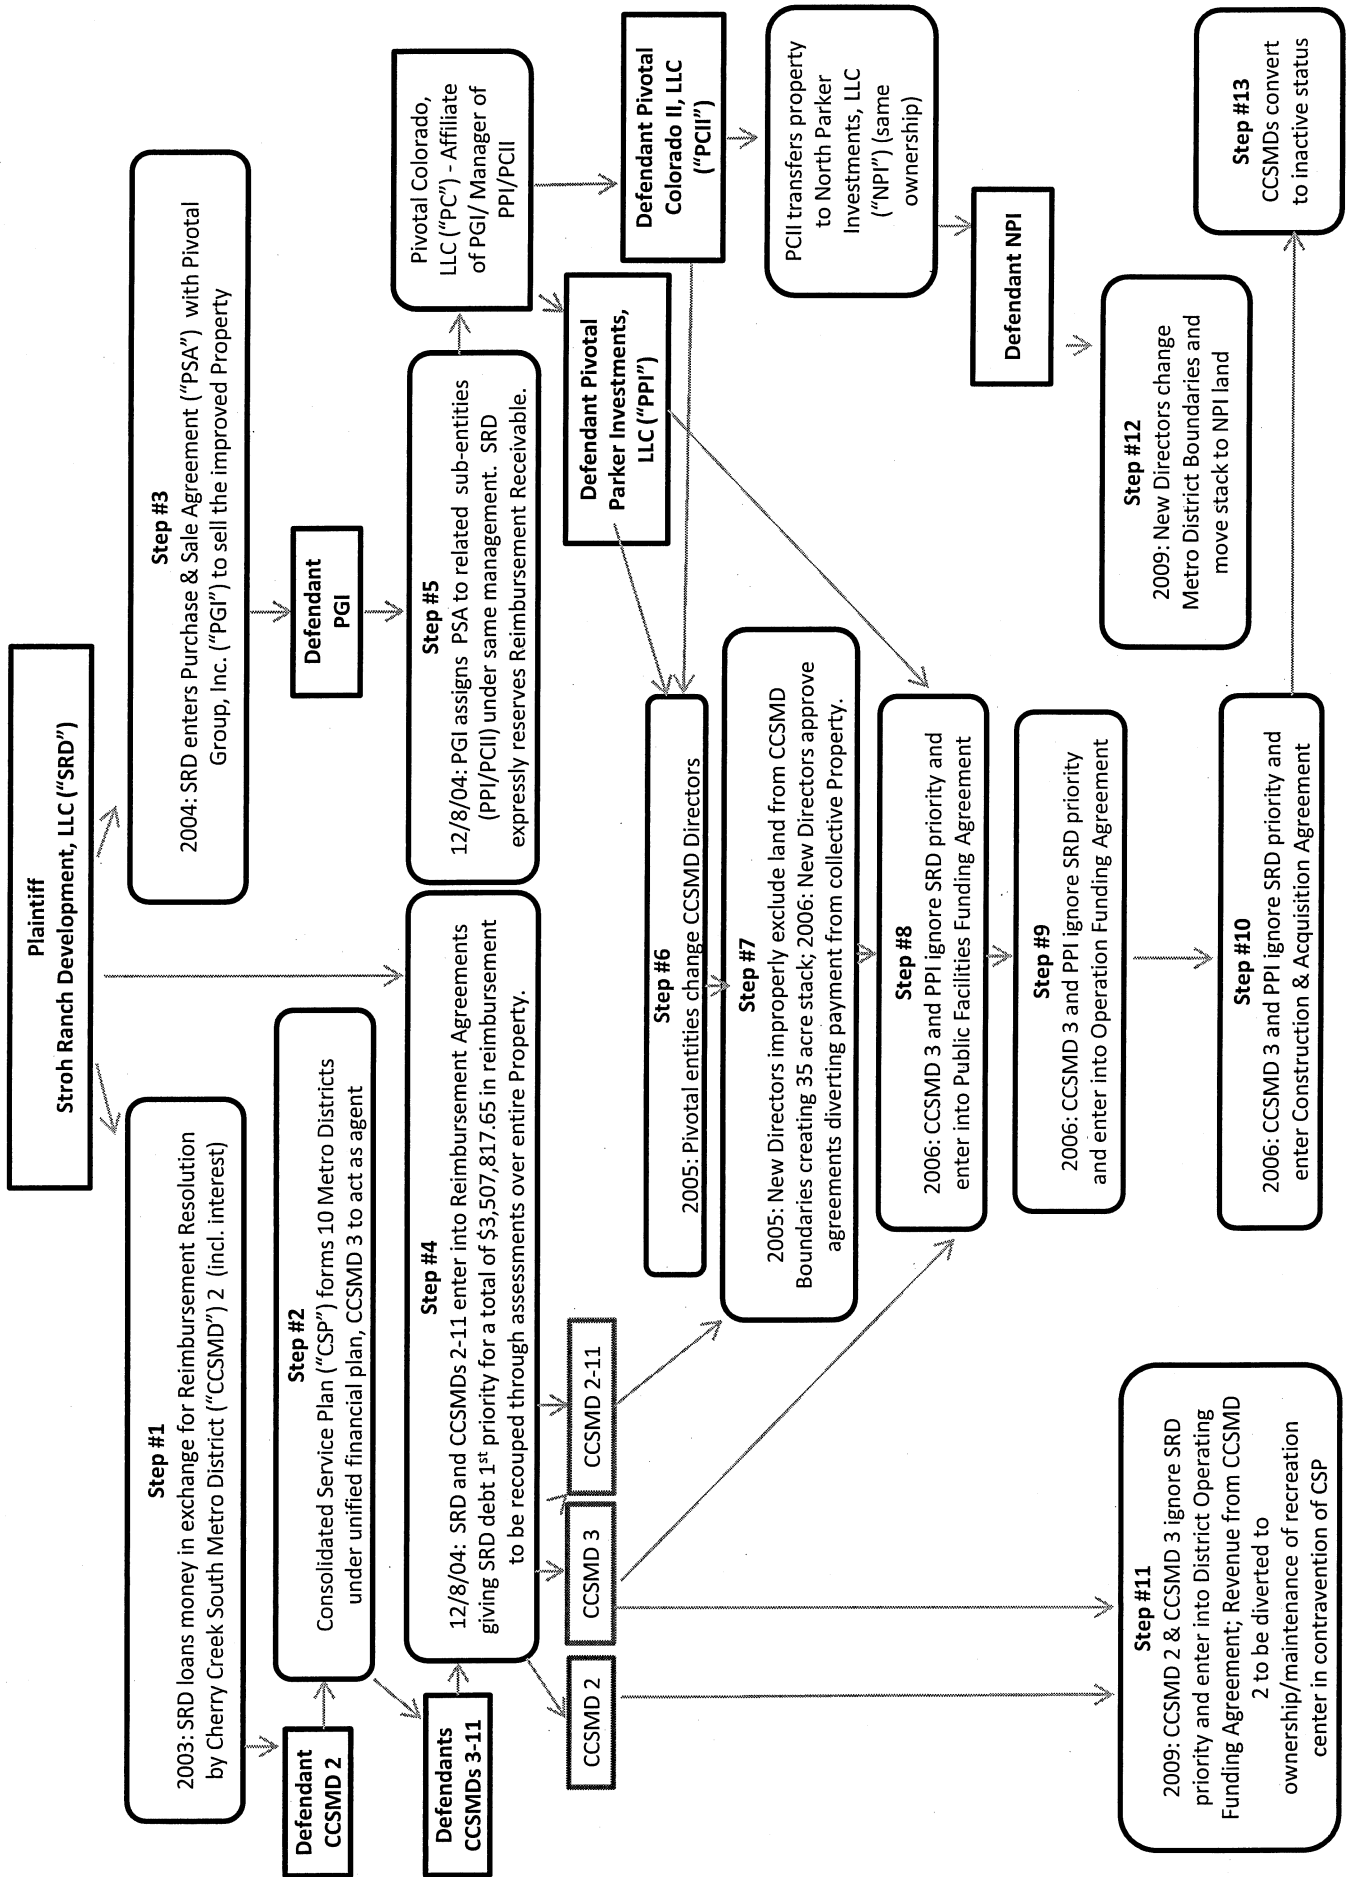 Plaintiff
Stroh Ranch Development, LLC (“SRD”)
Step #1
2003: SRD loans money in exchange for Reimbursement Resolution
by Cherry Creek South Metro District (“CCSMD”) 2 (incl. interest)
Step #3
2004: SRD enters Purchase & Sale Agreement (“PSA”) with Pivotal
Group, Inc. (“PGI”) to sell the improved Property
Defendant
CCSMD 2
Step #2
Consolidated Service Plan (“CSP”) forms 10 Metro Districts
under unified financial plan, CCSMD 3 to act as agent
Defendant
PGI
Defendants
CCSMDs 3-11
Step #4
12/8/04: SRD and CCSMDs 2-11 enter into Reimbursement Agreements
giving SRD debt 1st priority for a total of $3,507,817.65 in reimbursement
to be recouped through assessments over entire Property.
Step #5
12/8/04: PGI assigns PSA to related sub-entities
(PPI/PCII) under same management. SRD
expressly reserves Reimbursement Receivable.
Pivotal Colorado,
LLC (“PC”) - Affiliate
of PGI/ Manager of
PPI/PCII
CCSMD 2
CCSMD 3
CCSMD 2-11
Defendant Pivotal
Parker Investments,
LLC (“PPI”)
Defendant Pivotal
Colorado II, LLC
(“PCII”)
Step #6
2005: Pivotal entities change CCSMD Directors
Step #7
2005: New Directors improperly exclude land from CCSMD
Boundaries creating 35 acre stack; 2006: New Directors approve
agreements diverting payment from collective Property.
PCII transfers property
to North Parker
Investments, LLC
(“NPI”) (same
ownership)
Step #8
2006: CCSMD 3 and PPI ignore SRD priority and
enter into Public Facilities Funding Agreement
Defendant NPI
Step #9
2006: CCSMD 3 and PPI ignore SRD priority
and enter into Operation Funding Agreement
Step #11
2009: CCSMD 2 & CCSMD 3 ignore SRD
priority and enter into District Operating
Funding Agreement; Revenue from CCSMD
2 to be diverted to
ownership/maintenance of recreation
center in contravention of CSP
Step #12
2009: New Directors change
Metro District Boundaries and
move stack to NPI land
Step #10
2006: CCSMD 3 and PPI ignore SRD priority and
enter Construction & Acquisition Agreement
Step #13
CCSMDs convert
to inactive status